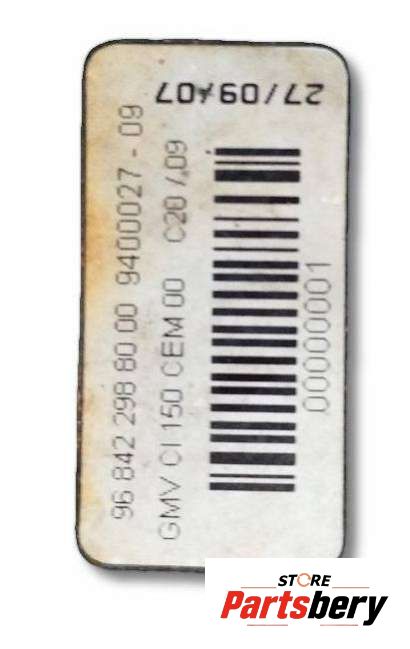 27/09/07
96 842 298 80 00 9400027 - 09
GMV CI 150 CEM 00 C20 /.09
00000001
STORE
Partsbery